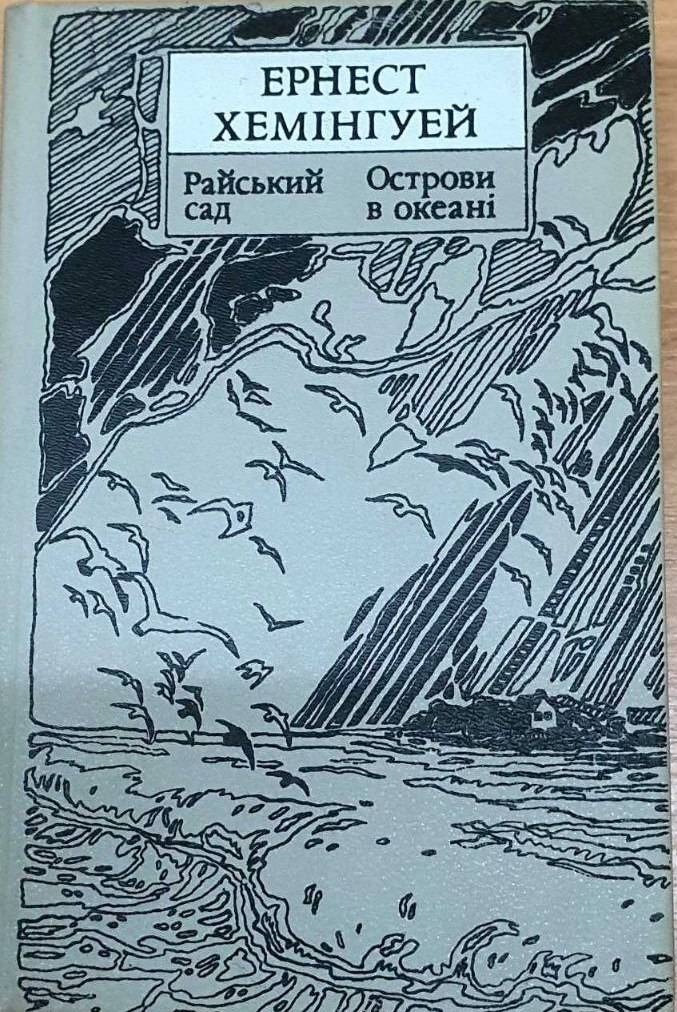 ЕРНЕСТ
ХЕМІНГУЕЙ
Райський
сад
Острови
в океані